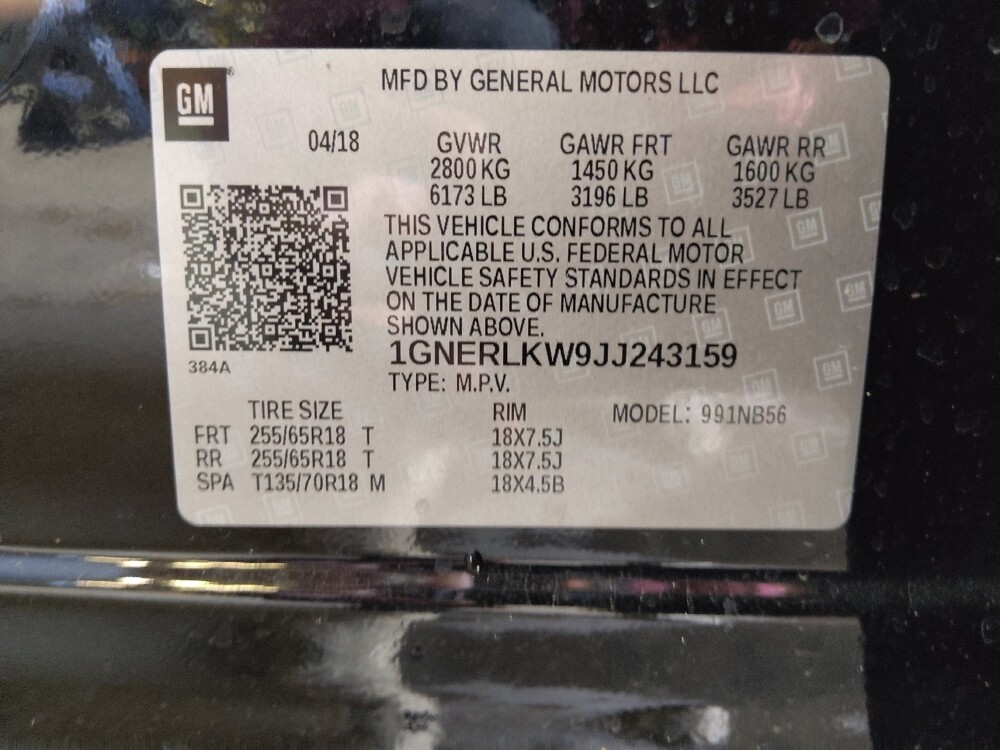 GM
MFD BY GENERAL MOTORS LLC
04/18 GVWR GAWR FRT GAWR RR
2800 KG 1450 KG 1600 KG
6173 LB 3196 LB 3527 LB
THIS VEHICLE CONFORMS TO ALL
APPLICABLE U.S. FEDERAL MOTOR
VEHICLE SAFETY STANDARDS IN EFFECT
ON THE DATE OF MANUFACTURE
SHOWN ABOVE.
1GNERLKW9JJ243159
384A
TYPE: M.P.V.
TIRE SIZE RIM MODEL: 991NB56
FRT 255/65R18 T 18X7.5J
RR 255/65R18 T 18X7.5J
SPA T135/70R18 M 18X4.5B